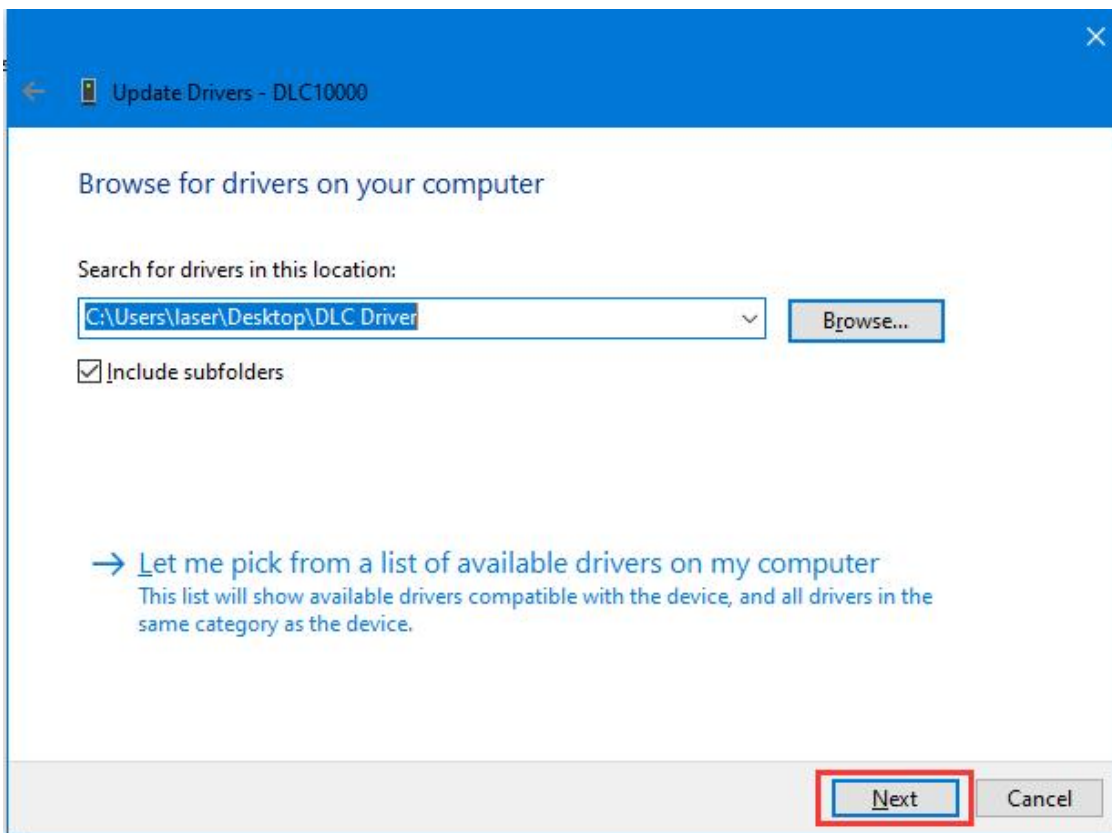 Update Drivers - DLC10000
Browse for drivers on your computer
Search for drivers in this location:
C:\Users\laser\Desktop\DLC Driver
Browse...
Include subfolders
Let me pick from a list of available drivers on my computer
This list will show available drivers compatible with the device, and all drivers in the
same category as the device.
Next
Cancel